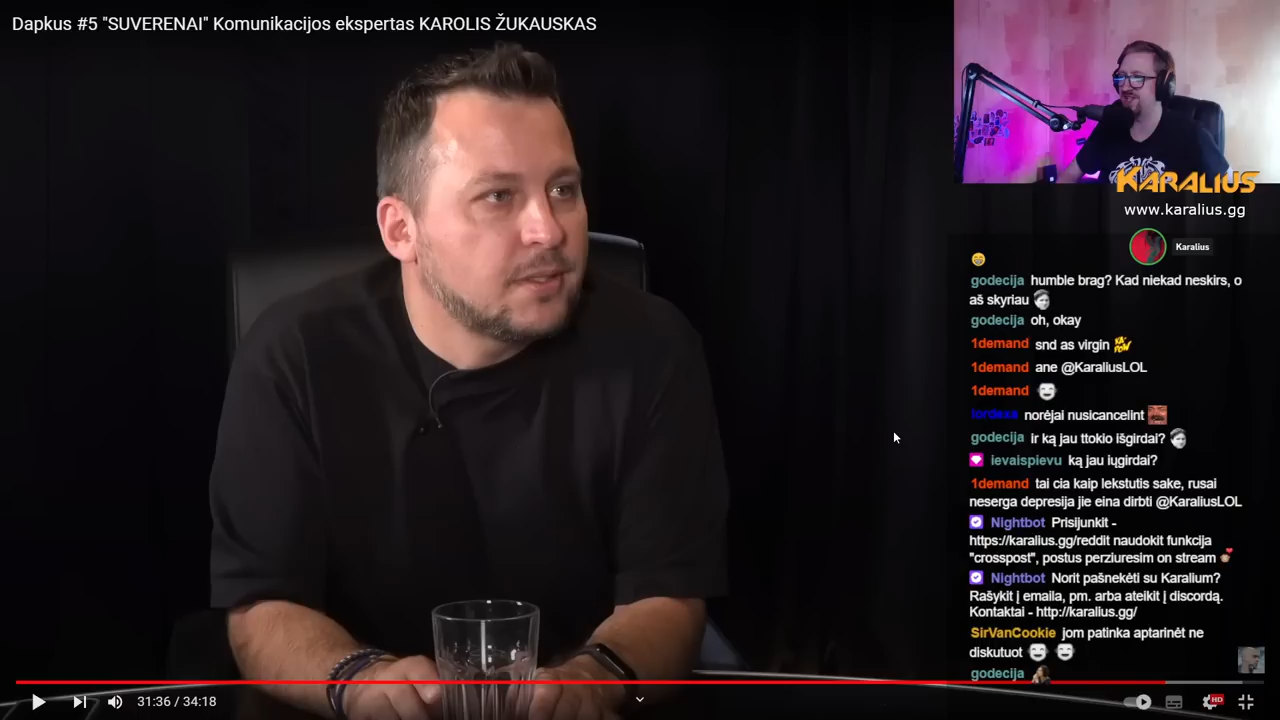 Dapkus #5 "SUVERENAI" Komunikacijos ekspertas KAROLIS ŽUKAUSKAS
KARALIUS
www.karalius.gg
Karalius
godecija humble brag? Kad niekad neskirs, o
aš skyriau
godecija oh, okay
1demand snd as virgin KA-POW
1demand ane @KaraliusLOL
1demand
lordexa norėjai nusicancelint
godecija ir ką jau ttokio išgirdai?
ievaispievu ką jau iųgirdai?
1demand tai cia kaip lekstutis sake, rusai
neserga depresija jie eina dirbti @KaraliusLOL
Nightbot Prisijunkit -
https://karalius.gg/reddit naudokit funkcija
"crosspost", postus perziuresim on stream
Nightbot Norit pašnekėti su Karalium?
Rašykit į emaila, pm. arba ateikit į discordą.
Kontaktai - http://karalius.gg/
SirVanCookie jom patinka aptarinėt ne
diskutuot
godecija
31:36 / 34:18
HD